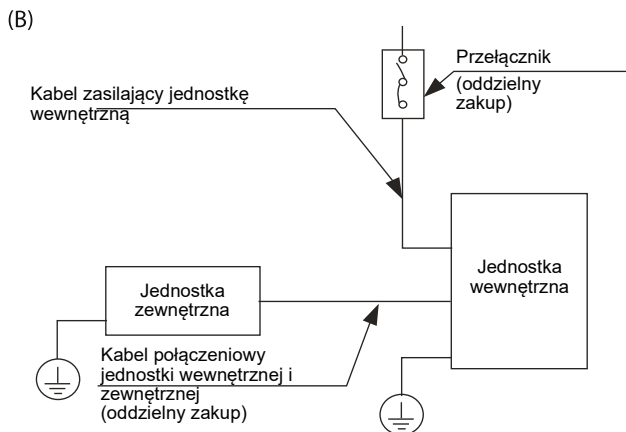 (B)
Przełącznik
(oddzielny
zakup)
Kabel zasilający jednostkę
wewnętrzną
Jednostka
wewnętrzna
Jednostka
zewnętrzna
Kabel połączeniowy
jednostki wewnętrznej i
zewnętrznej
(oddzielny zakup)